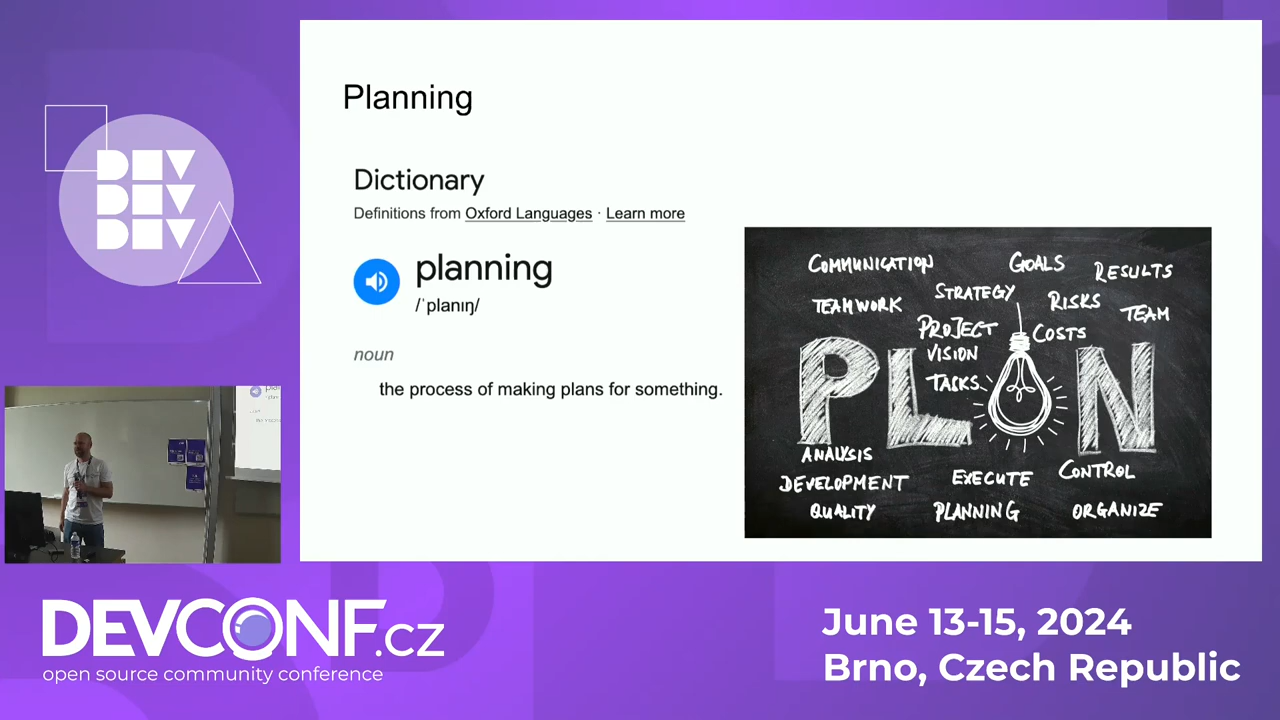 DEV
DEV
DEV
Planning
Dictionary
Definitions from Oxford Languages · Learn more
planning
/ˈplanɪŋ/
noun
the process of making plans for something.
COMMUNICATION
GOALS
RESULTS
TEAMWORK
STRATEGY
RISKS
TEAM
PROJECT
COSTS
VISION
TASKS
PLAN
ANALYSIS
DEVELOPMENT
QUALITY
EXECUTE
PLANNING
CONTROL
ORGANIZE
DEVCONF.cz
open source community conference
June 13-15, 2024
Brno, Czech Republic